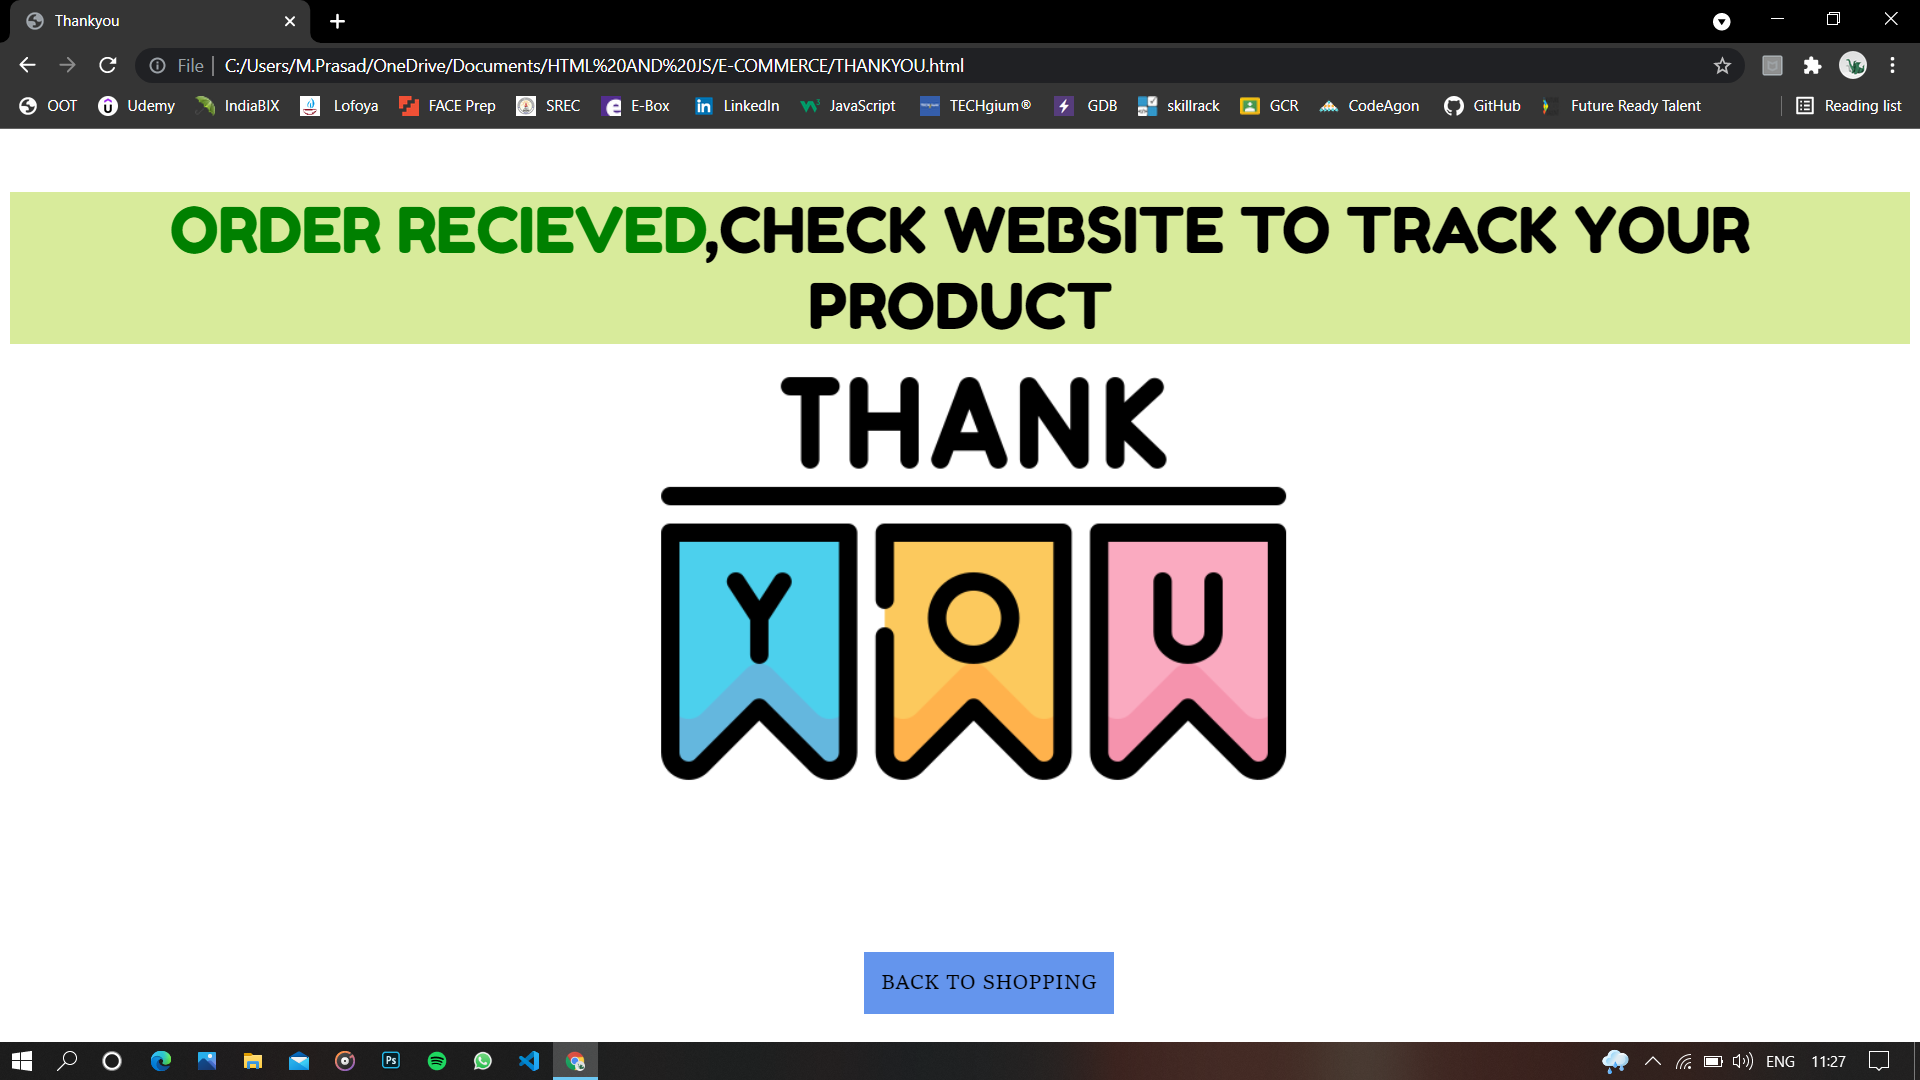 Thankyou
File
C:/Users/M.Prasad/OneDrive/Documents/HTML%20AND%20JS/E-COMMERCE/THANKYOU.html
OOT Udemy IndiaBIX Lofoya FACE Prep SREC E-Box LinkedIn JavaScript TECHgium® GDB skillrack GCR CodeAgon GitHub Future Ready Talent Reading list
ORDER RECIEVED,CHECK WEBSITE TO TRACK YOUR
PRODUCT
THANK
YOU
BACK TO SHOPPING
ENG 11:27